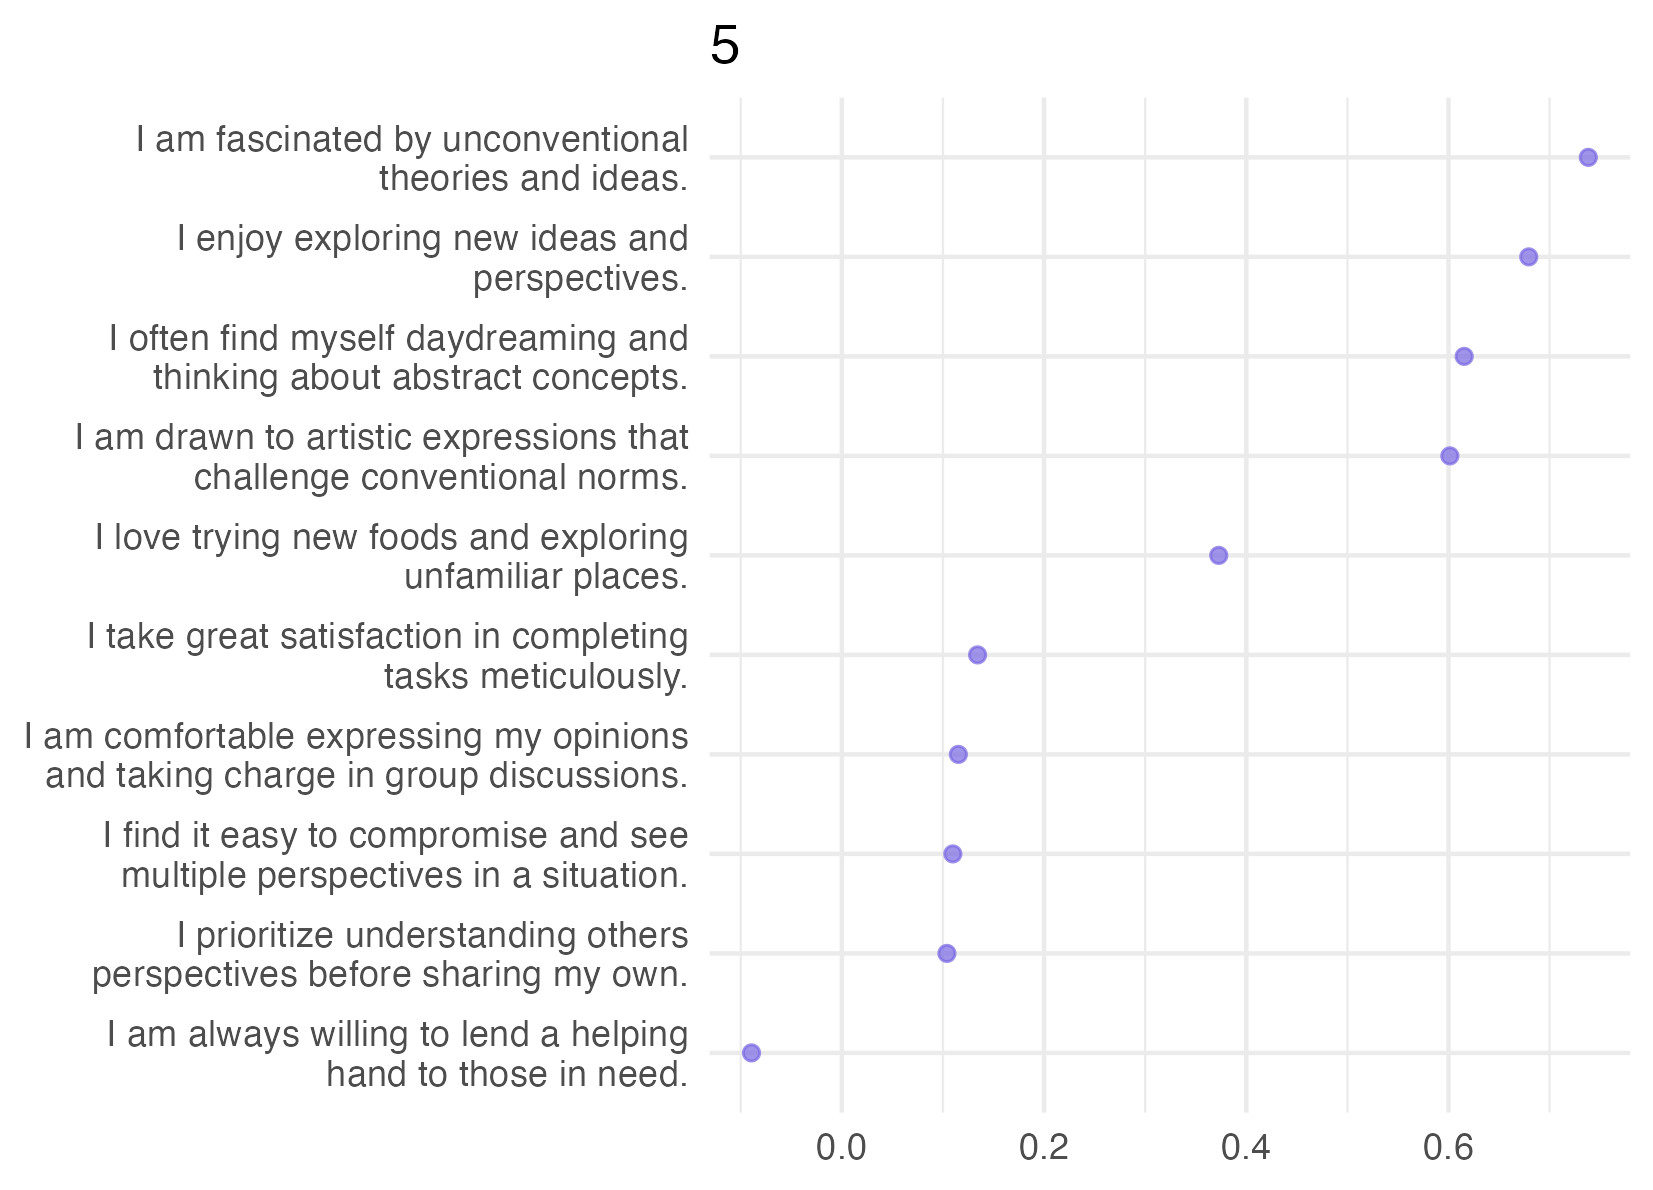 5
I am fascinated by unconventional
theories and ideas.
I enjoy exploring new ideas and
perspectives.
I often find myself daydreaming and
thinking about abstract concepts.
I am drawn to artistic expressions that
challenge conventional norms.
I love trying new foods and exploring
unfamiliar places.
I take great satisfaction in completing
tasks meticulously.
I am comfortable expressing my opinions
and taking charge in group discussions.
I find it easy to compromise and see
multiple perspectives in a situation.
I prioritize understanding others
perspectives before sharing my own.
I am always willing to lend a helping
hand to those in need.
0.0 0.2 0.4 0.6